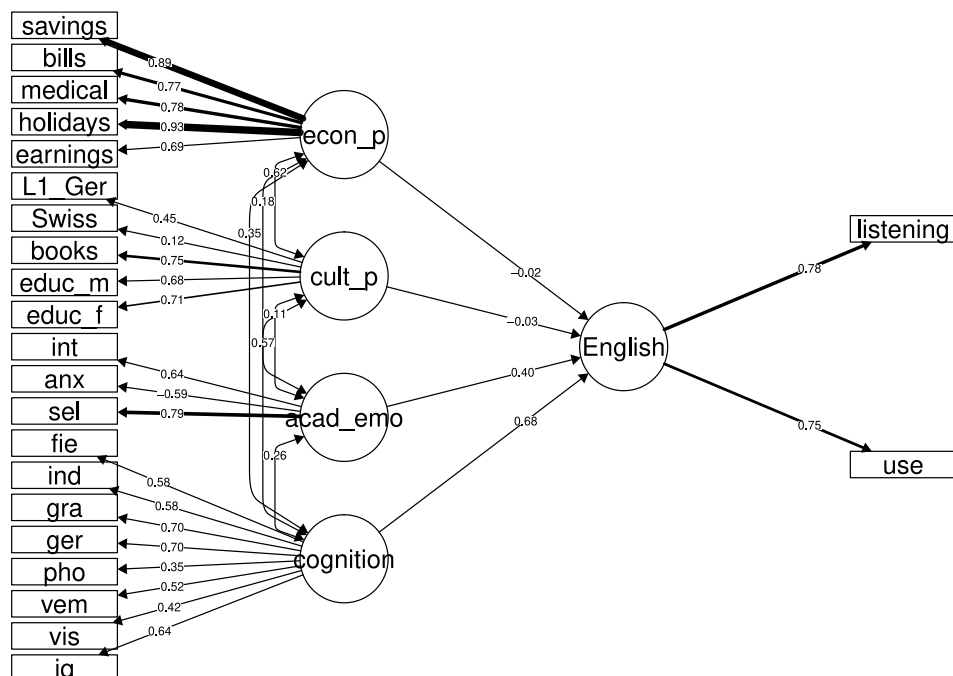 savings
bills
medical
holidays
earnings
L1_Ger
Swiss
books
educ_m
educ_f
int
anx
sel
fie
ind
gra
ger
pho
vem
vis
iq
0.89
0.77
0.78
0.93
0.69
0.45
0.12
0.75
0.68
0.71
0.64
−0.59
0.79
0.58
0.58
0.70
0.70
0.35
0.52
0.42
0.64
econ_p
cult_p
acad_emo
cognition
0.62
0.18
0.35
0.11
0.57
0.26
−0.02
−0.03
0.40
0.68
English
0.78
0.75
listening
use